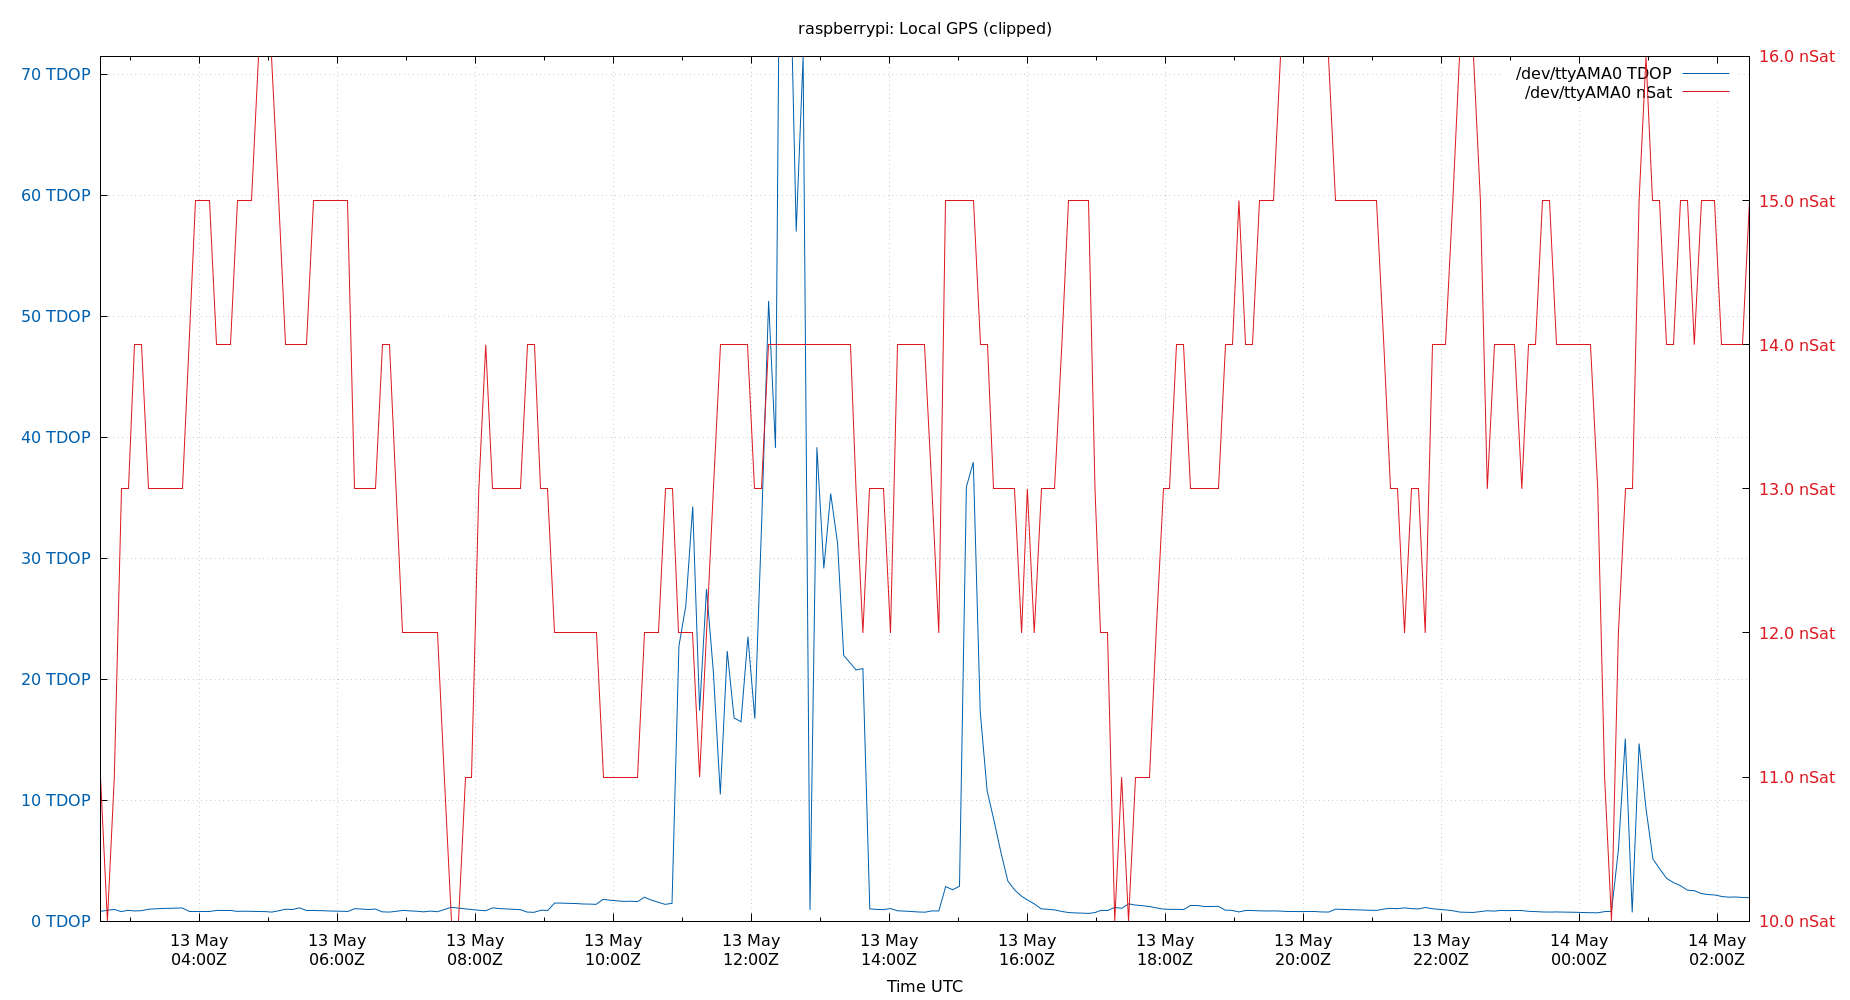 raspberrypi: Local GPS (clipped)
70 TDOP
60 TDOP
50 TDOP
40 TDOP
30 TDOP
20 TDOP
10 TDOP
0 TDOP
/dev/ttyAMA0 TDOP
/dev/ttyAMA0 nSat
16.0 nSat
15.0 nSat
14.0 nSat
13.0 nSat
12.0 nSat
11.0 nSat
10.0 nSat
13 May
04:00Z
13 May
06:00Z
13 May
08:00Z
13 May
10:00Z
13 May
12:00Z
13 May
14:00Z
13 May
16:00Z
13 May
18:00Z
13 May
20:00Z
13 May
22:00Z
14 May
00:00Z
14 May
02:00Z
Time UTC